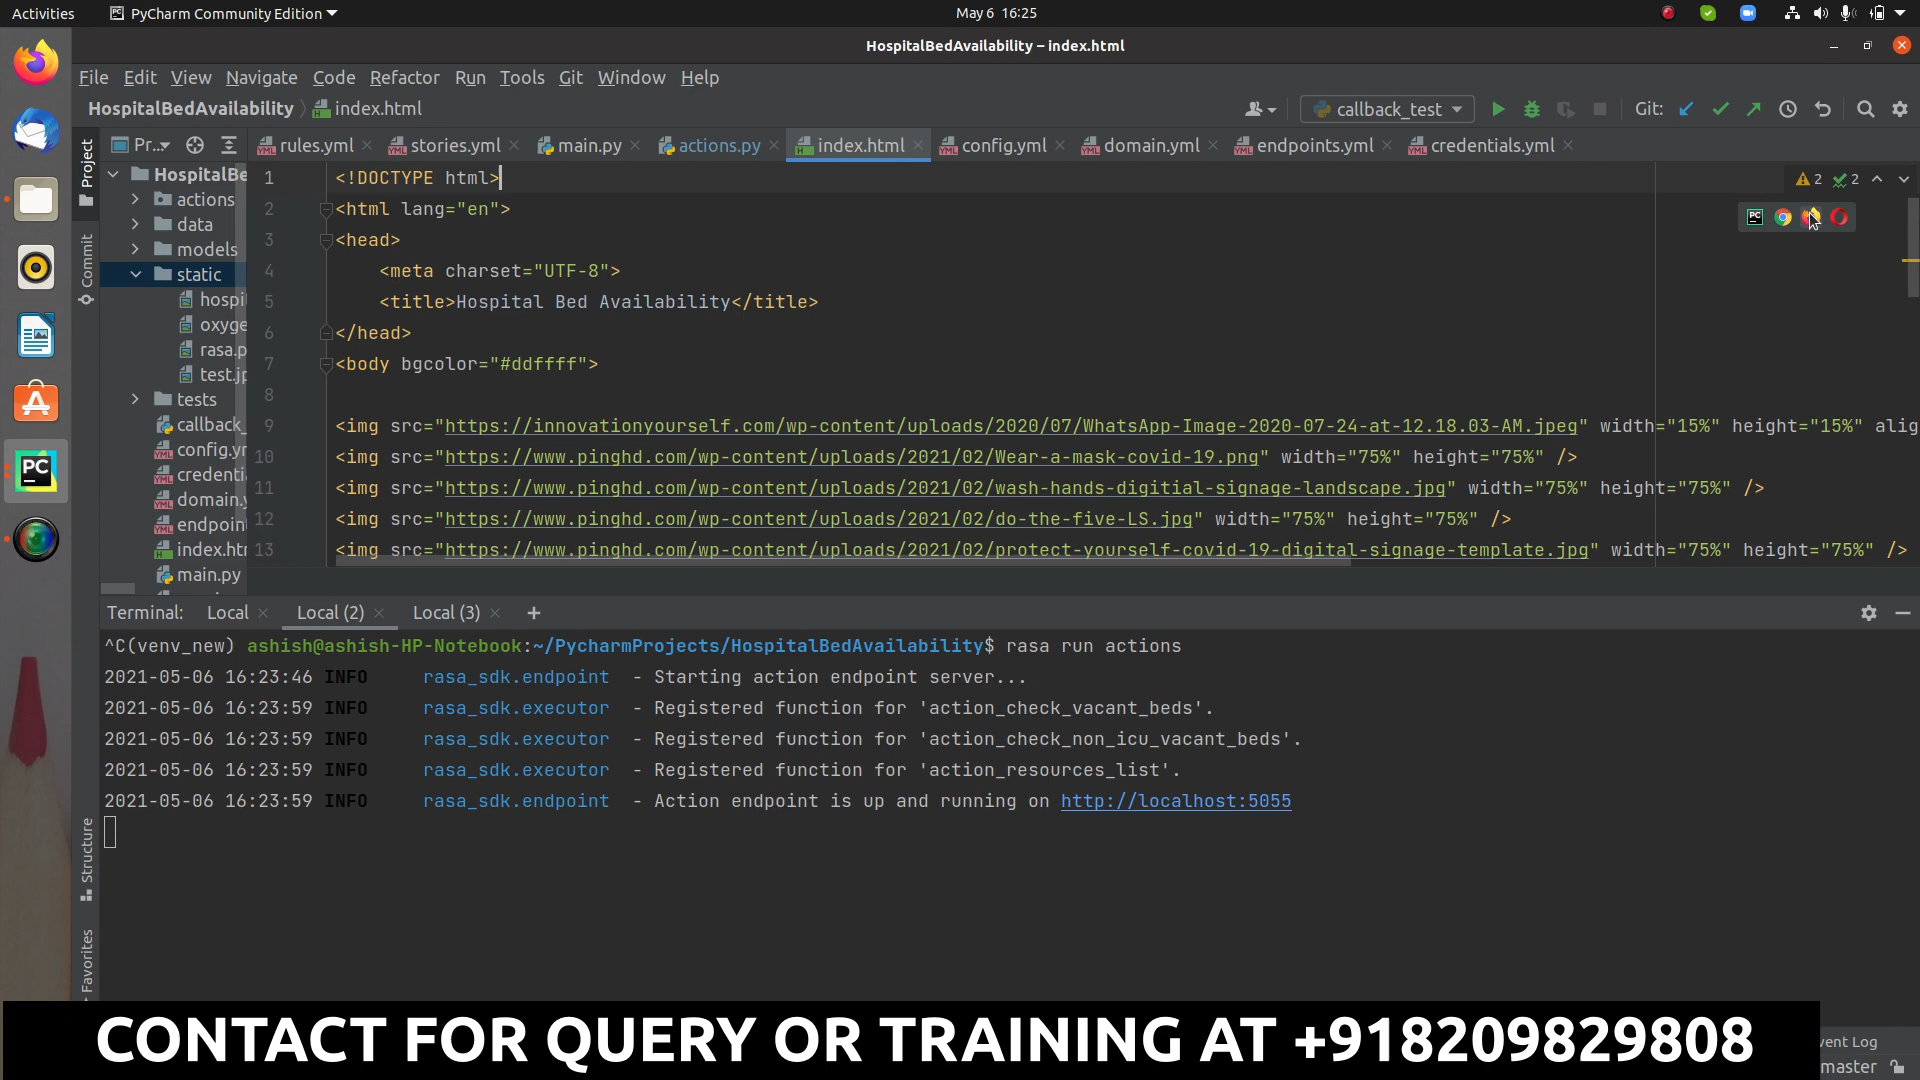 Activities PyCharm Community Edition May 6 16:25
HospitalBedAvailability – index.html
File Edit View Navigate Code Refactor Run Tools Git Window Help
HospitalBedAvailability index.html callback_test Git:
Project Pr... rules.yml stories.yml main.py actions.py index.html config.yml domain.yml endpoints.yml credentials.yml
HospitalBe
actions
data
models
static
hospi
oxyge
rasa.p
test.jp
tests
callback_
config.yn
credenti
domain.y
endpoin
index.htm
main.py
Commit
Structure
Favorites
1 <!DOCTYPE html>
2 <html lang="en">
3 <head>
4 <meta charset="UTF-8">
5 <title>Hospital Bed Availability</title>
6 </head>
7 <body bgcolor="#ddffff">
8
9 <img src="https://innovationyourself.com/wp-content/uploads/2020/07/WhatsApp-Image-2020-07-24-at-12.18.03-AM.jpeg" width="15%" height="15%" alig
10 <img src="https://www.pinghd.com/wp-content/uploads/2021/02/Wear-a-mask-covid-19.png" width="75%" height="75%" />
11 <img src="https://www.pinghd.com/wp-content/uploads/2021/02/wash-hands-digitial-signage-landscape.jpg" width="75%" height="75%" />
12 <img src="https://www.pinghd.com/wp-content/uploads/2021/02/do-the-five-LS.jpg" width="75%" height="75%" />
13 <img src="https://www.pinghd.com/wp-content/uploads/2021/02/protect-yourself-covid-19-digital-signage-template.jpg" width="75%" height="75%" />
2 2
Terminal: Local Local (2) Local (3) +
^C(venv_new) ashish@ashish-HP-Notebook:~/PycharmProjects/HospitalBedAvailability$ rasa run actions
2021-05-06 16:23:46 INFO rasa_sdk.endpoint - Starting action endpoint server...
2021-05-06 16:23:59 INFO rasa_sdk.executor - Registered function for 'action_check_vacant_beds'.
2021-05-06 16:23:59 INFO rasa_sdk.executor - Registered function for 'action_check_non_icu_vacant_beds'.
2021-05-06 16:23:59 INFO rasa_sdk.executor - Registered function for 'action_resources_list'.
2021-05-06 16:23:59 INFO rasa_sdk.endpoint - Action endpoint is up and running on http://localhost:5055
CONTACT FOR QUERY OR TRAINING AT +918209829808
vent Log
master